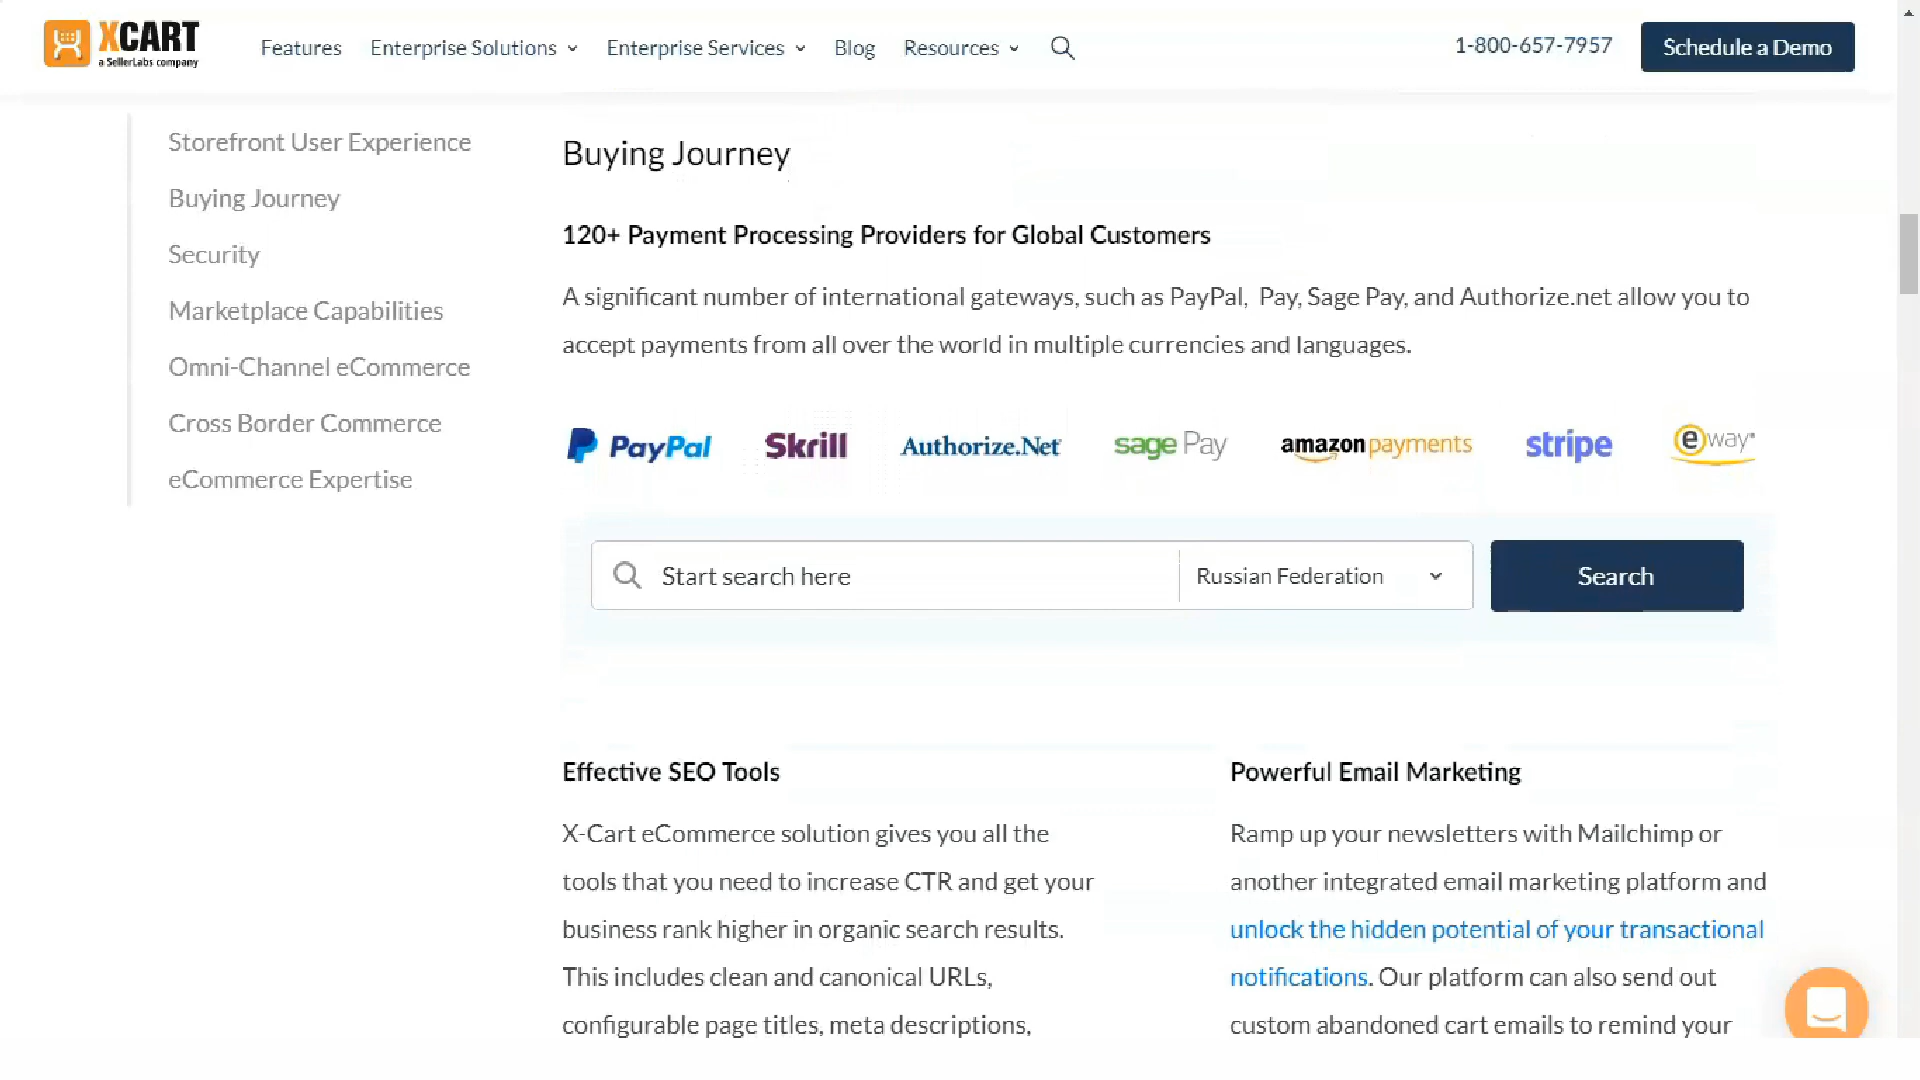 XCART
a SellerLabs company
Features
Enterprise Solutions
Enterprise Services
Blog
Resources
1-800-657-7957
Schedule a Demo
Storefront User Experience
Buying Journey
Security
Marketplace Capabilities
Omni-Channel eCommerce
Cross Border Commerce
eCommerce Expertise
Buying Journey
120+ Payment Processing Providers for Global Customers
A significant number of international gateways, such as PayPal,  Pay, Sage Pay, and Authorize.net allow you to
accept payments from all over the world in multiple currencies and languages.
PayPal
Skrill
Authorize.Net
sage Pay
amazon payments
stripe
eway
Start search here
Russian Federation
Search
Effective SEO Tools
X-Cart eCommerce solution gives you all the
tools that you need to increase CTR and get your
business rank higher in organic search results.
This includes clean and canonical URLs,
configurable page titles, meta descriptions,
Powerful Email Marketing
Ramp up your newsletters with Mailchimp or
another integrated email marketing platform and
unlock the hidden potential of your transactional
notifications. Our platform can also send out
custom abandoned cart emails to remind your